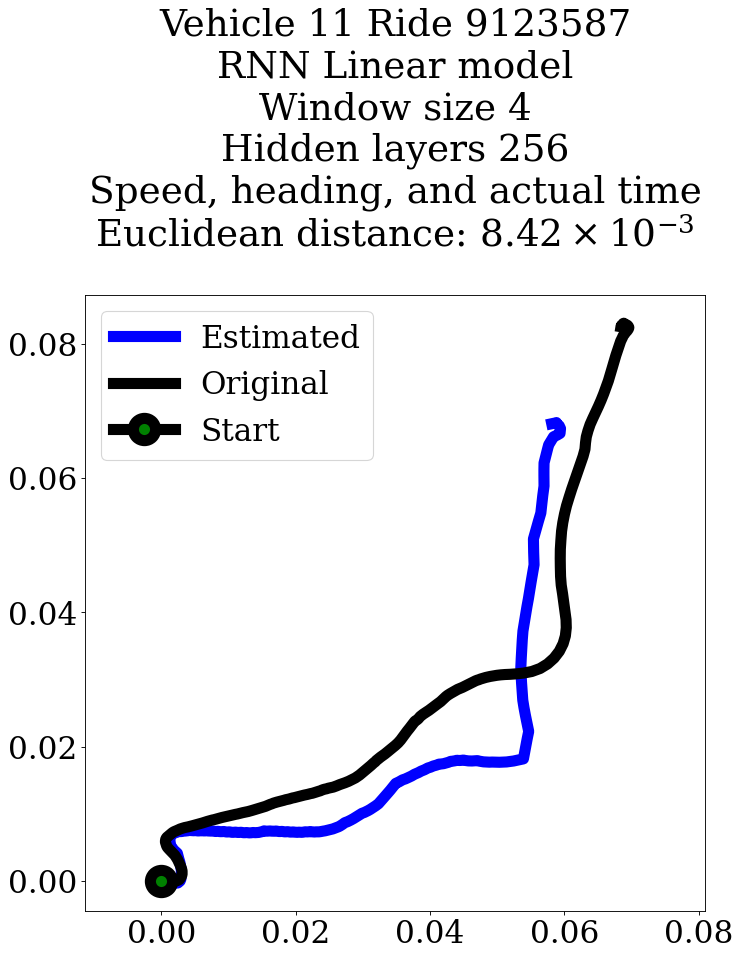 Vehicle 11 Ride 9123587
RNN Linear model
Window size 4
Hidden layers 256
Speed, heading, and actual time
Euclidean distance: 8.42 × 10⁻³
Estimated
Original
Start
0.08
0.06
0.04
0.02
0.00
0.00 0.02 0.04 0.06 0.08